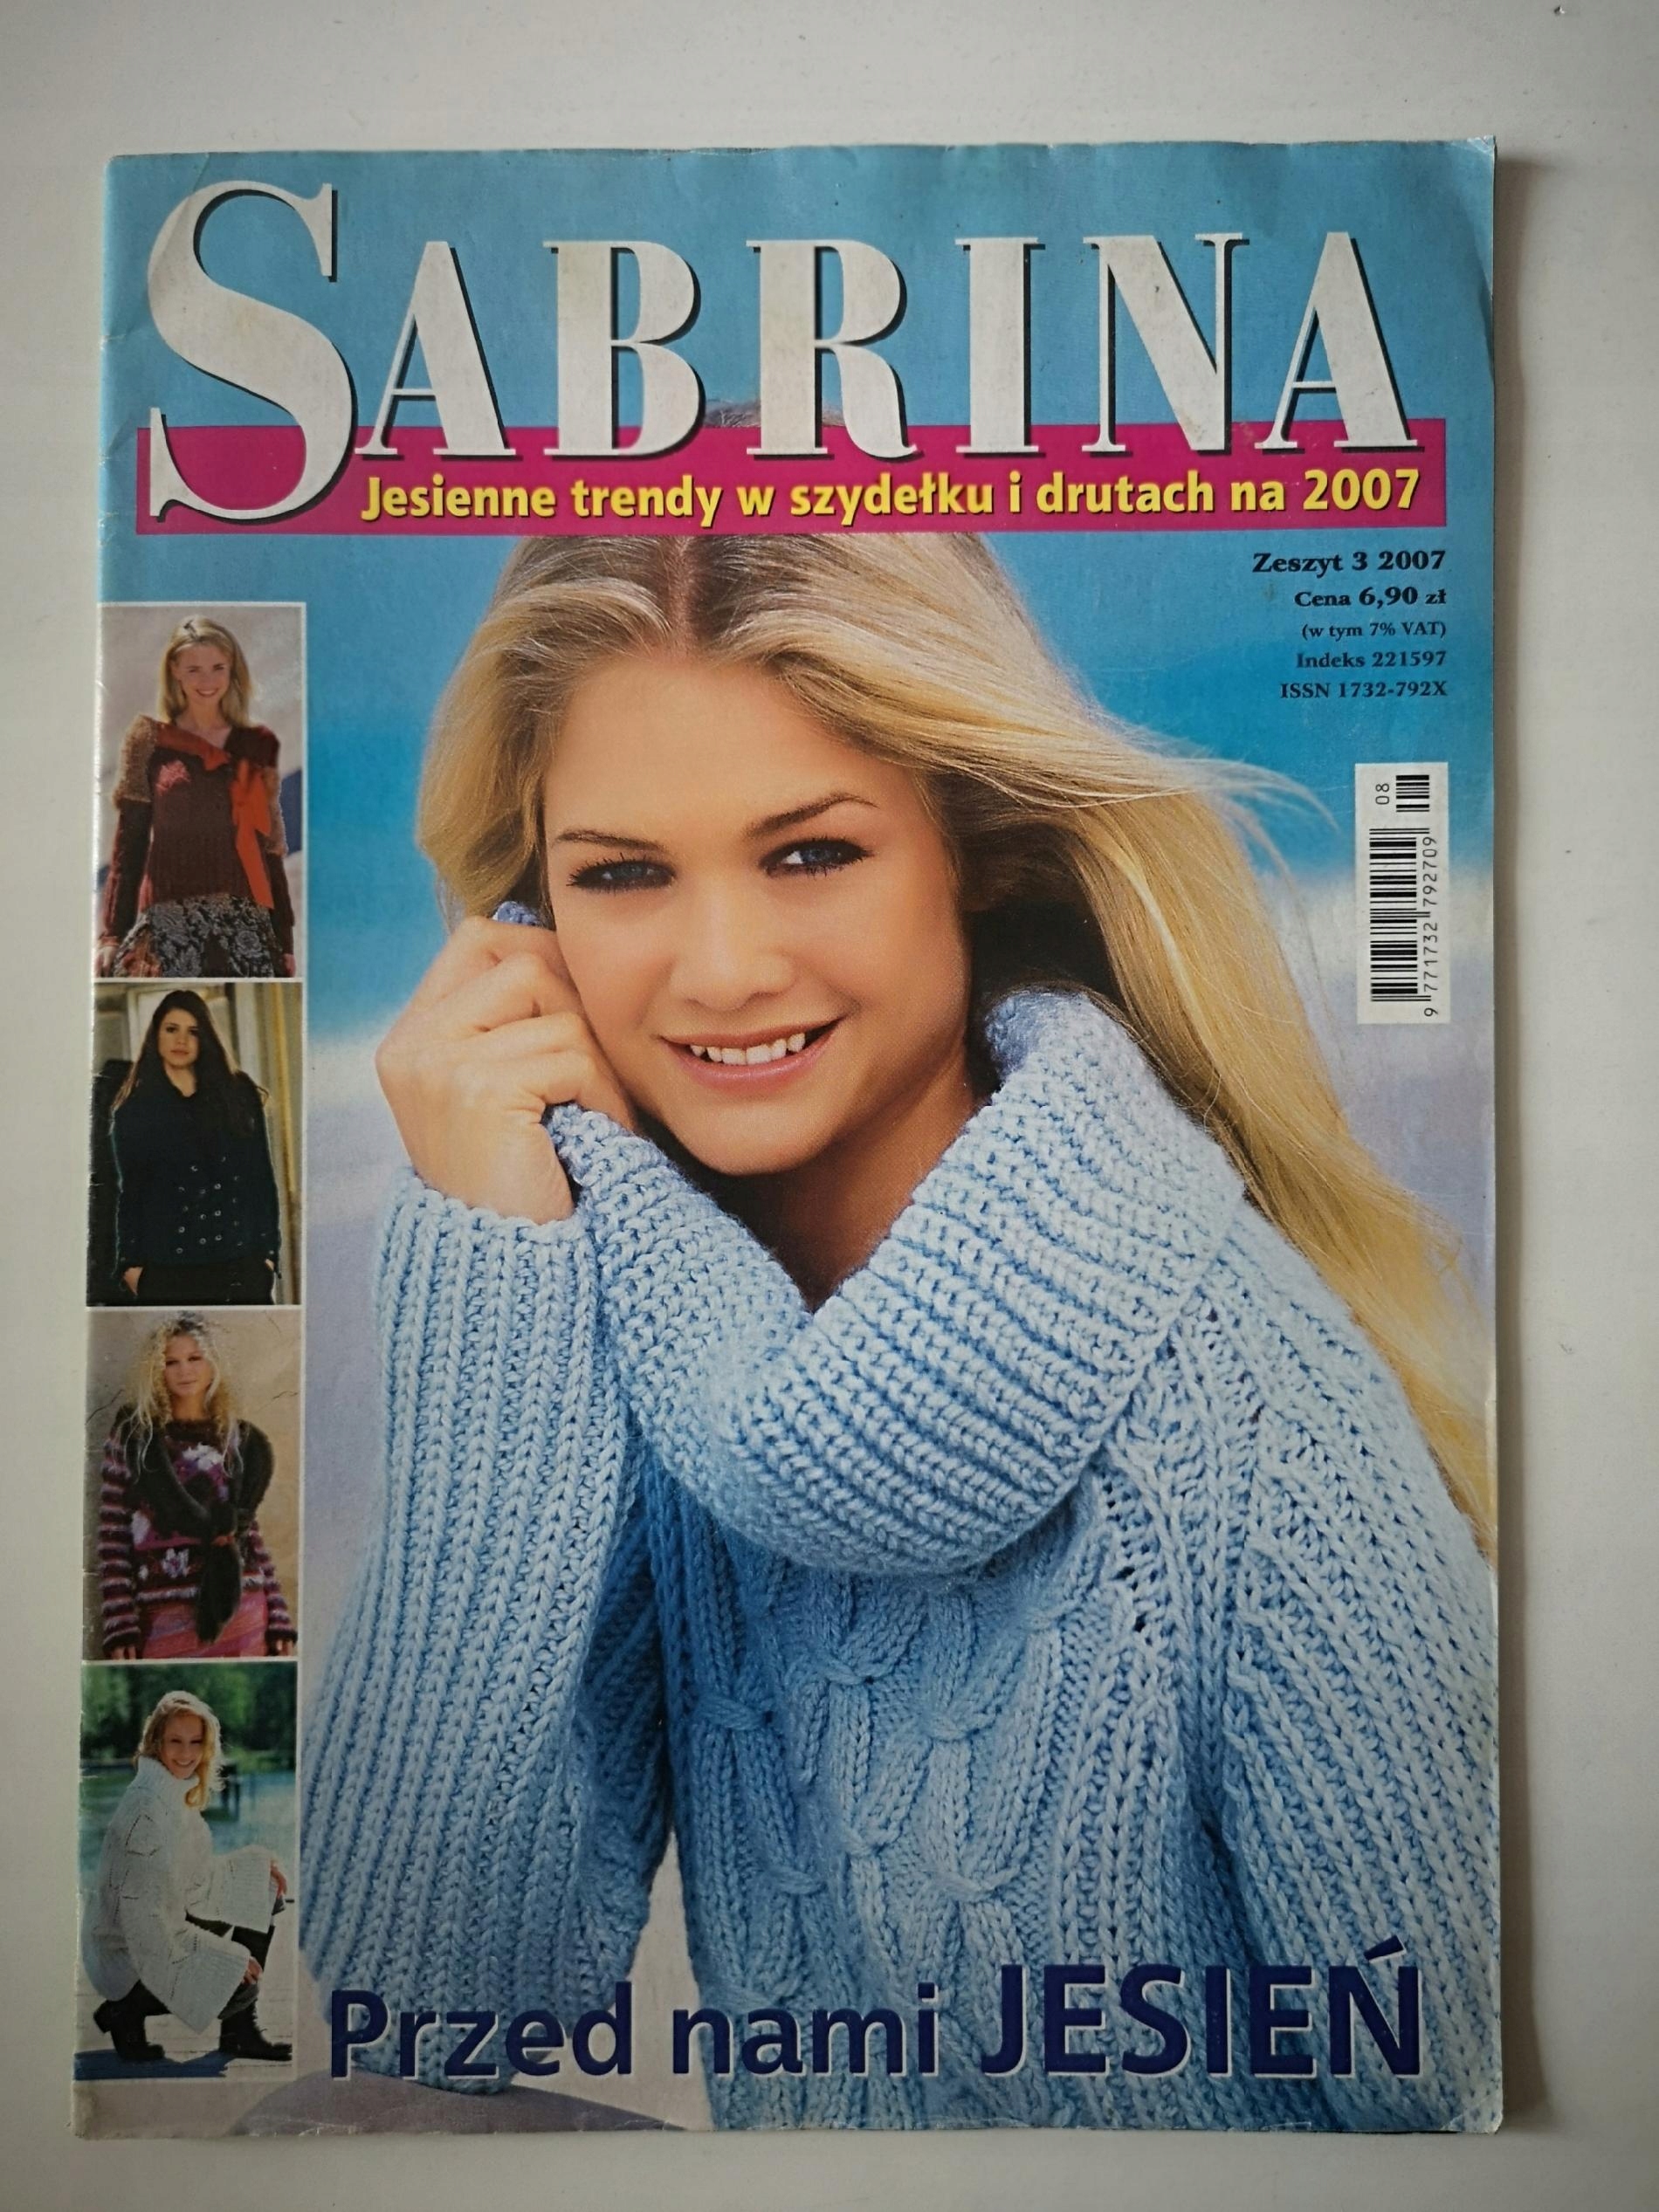 SABRINA
Jesienne trendy w szydełku i drutach na 2007
Zeszyt 3 2007
Cena 6,90 zł
(w tym 7% VAT)
Indeks 221597
ISSN 1732-792X
08
9 771732 792709
Przed nami JESIEŃ